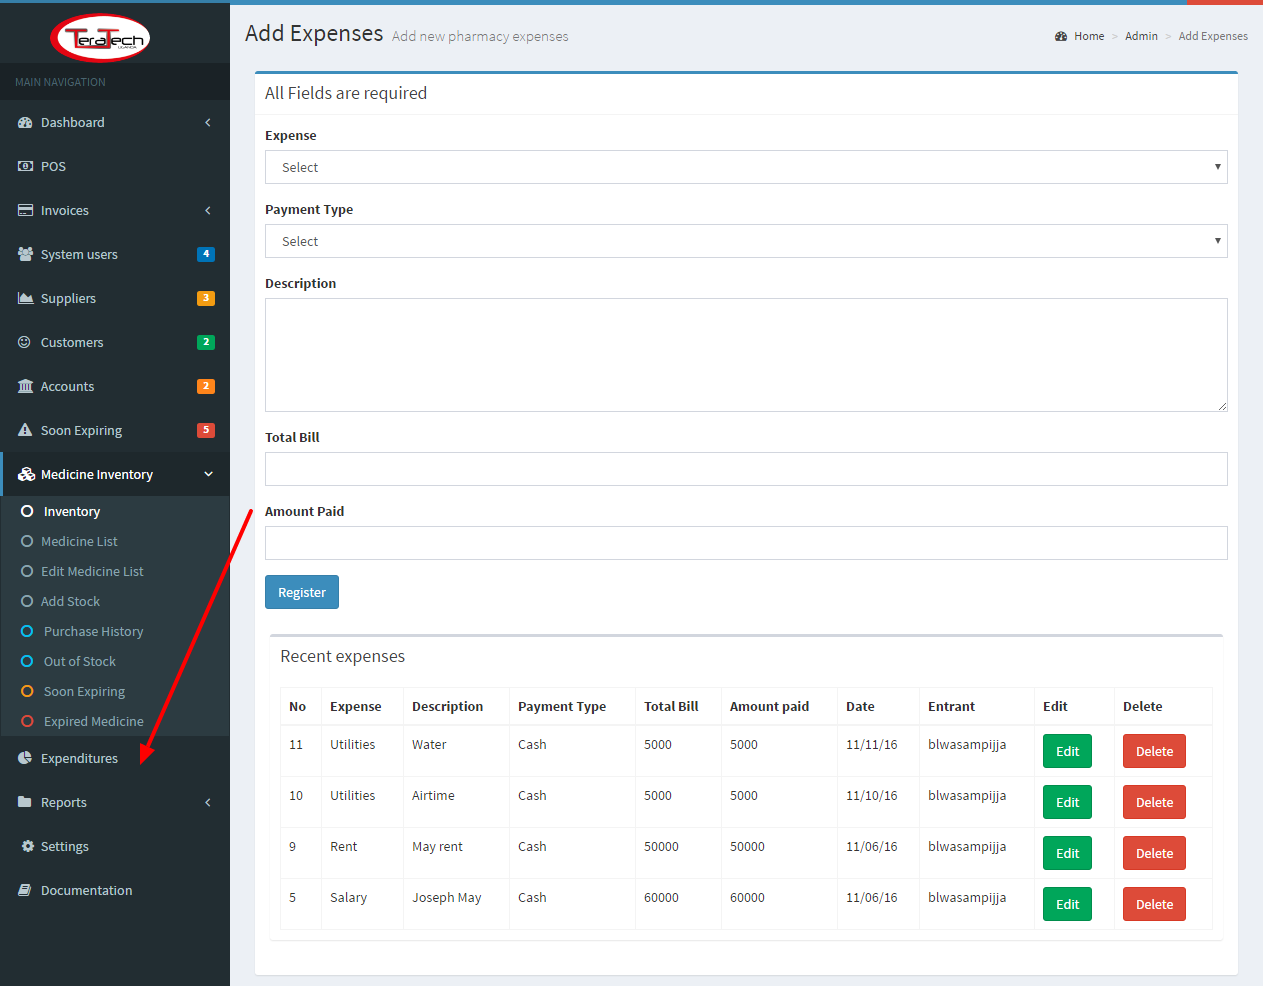 TeraTech
UGANDA
MAIN NAVIGATION
Dashboard
POS
Invoices
System users 4
Suppliers 3
Customers 2
Accounts 2
Soon Expiring 5
Medicine Inventory
Inventory
Medicine List
Edit Medicine List
Add Stock
Purchase History
Out of Stock
Soon Expiring
Expired Medicine
Expenditures
Reports
Settings
Documentation
Add Expenses Add new pharmacy expenses
Home > Admin > Add Expenses
All Fields are required
Expense
Select
Payment Type
Select
Description
Total Bill
Amount Paid
Register
Recent expenses
No Expense Description Payment Type Total Bill Amount paid Date Entrant Edit Delete
11 Utilities Water Cash 5000 5000 11/11/16 blwasampijja Edit Delete
10 Utilities Airtime Cash 5000 5000 11/10/16 blwasampijja Edit Delete
9 Rent May rent Cash 50000 50000 11/06/16 blwasampijja Edit Delete
5 Salary Joseph May Cash 60000 60000 11/06/16 blwasampijja Edit Delete